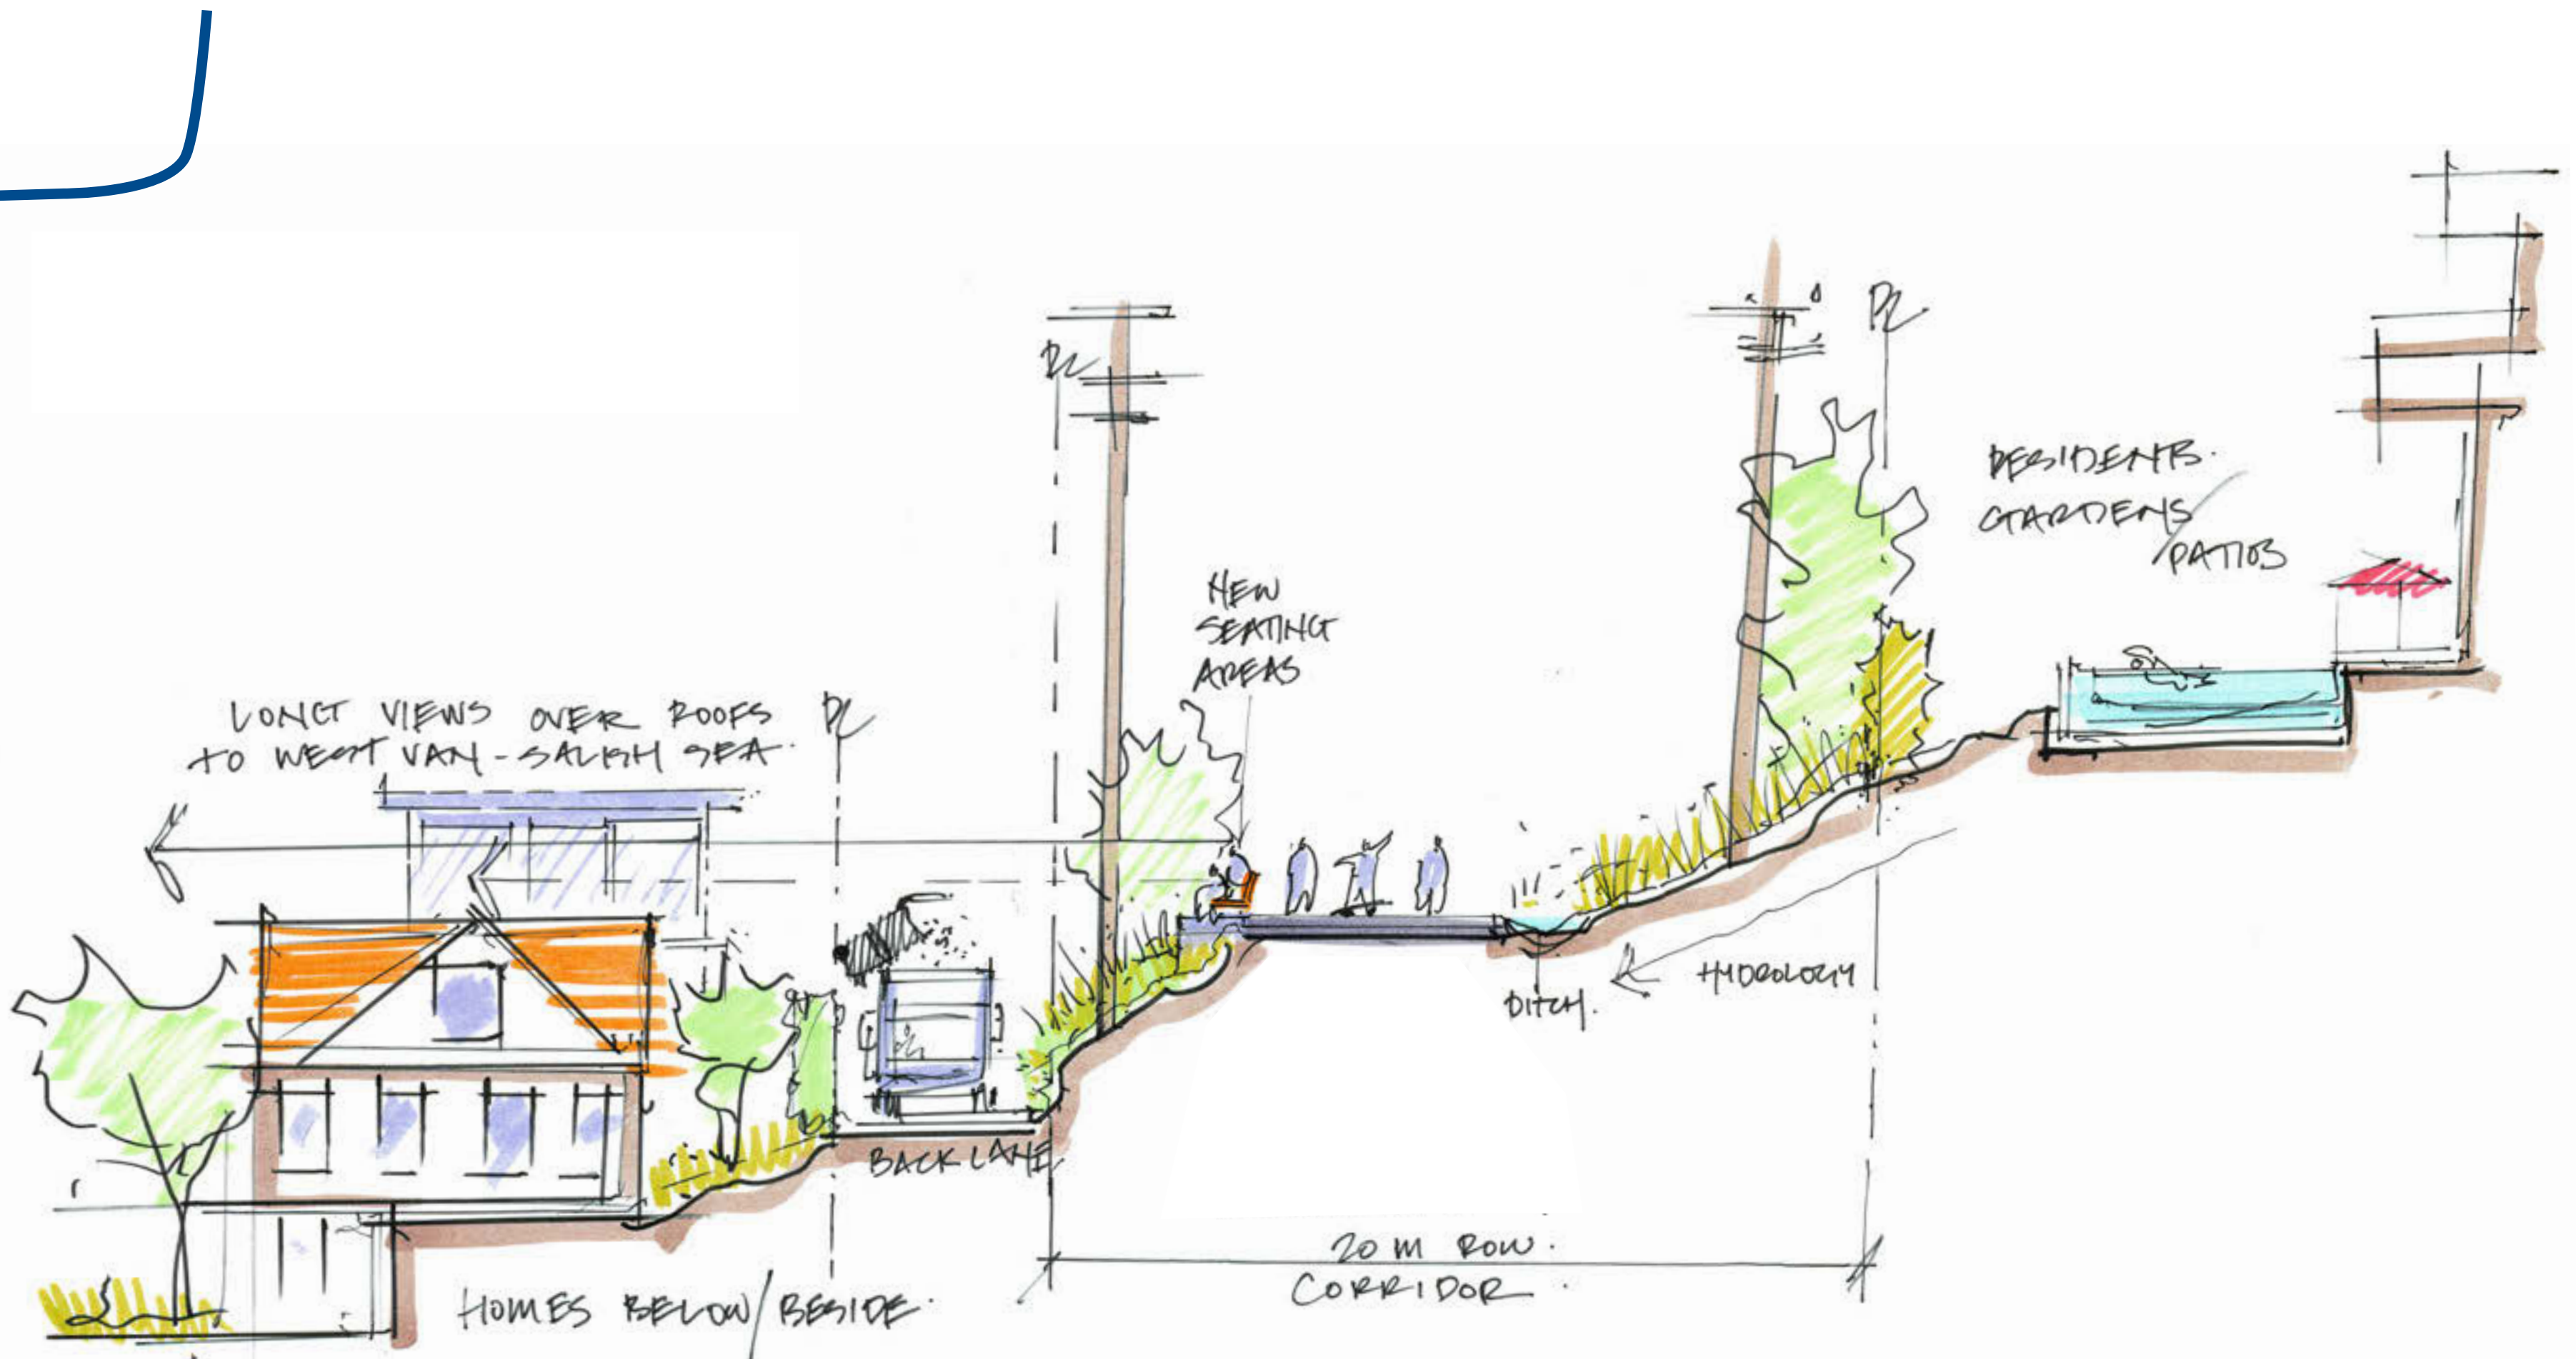 PL
PL
RESIDENTS.
GARDENS/
PATIOS
NEW
SEATING
AREAS
LONG VIEWS OVER ROOFS
TO WEST VAN - SALISH SEA.
PL
HYDROLOGY
DITCH.
BACK LANE
20 M ROW.
CORRIDOR.
HOMES BELOW/BESIDE.